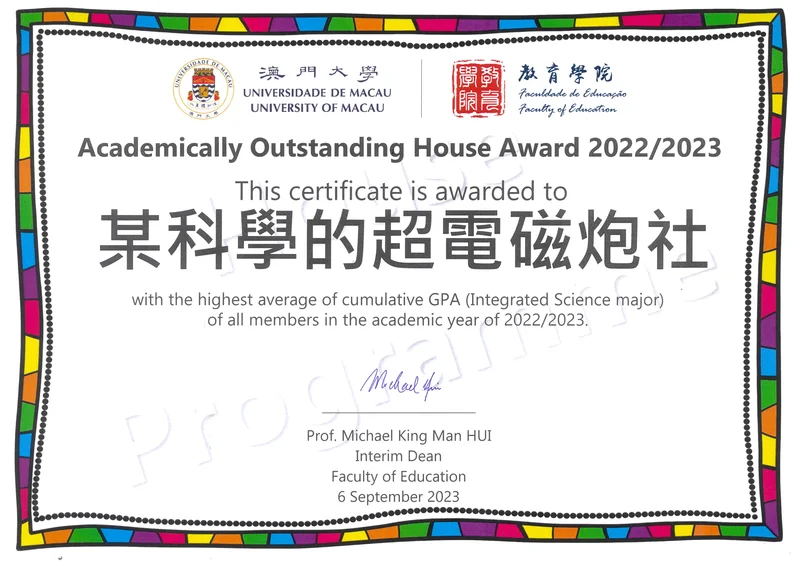 UNIVERSIDADE DE MACAU
澳門大學
澳門大學
UNIVERSIDADE DE MACAU
UNIVERSITY OF MACAU
教育學院
教育學院
Faculdade de Educação
Faculty of Education
Academically Outstanding House Award 2022/2023
This certificate is awarded to
某科學的超電磁炮社
with the highest average of cumulative GPA (Integrated Science major)
of all members in the academic year of 2022/2023.
House
Programme
Michael Hui
Prof. Michael King Man HUI
Interim Dean
Faculty of Education
6 September 2023